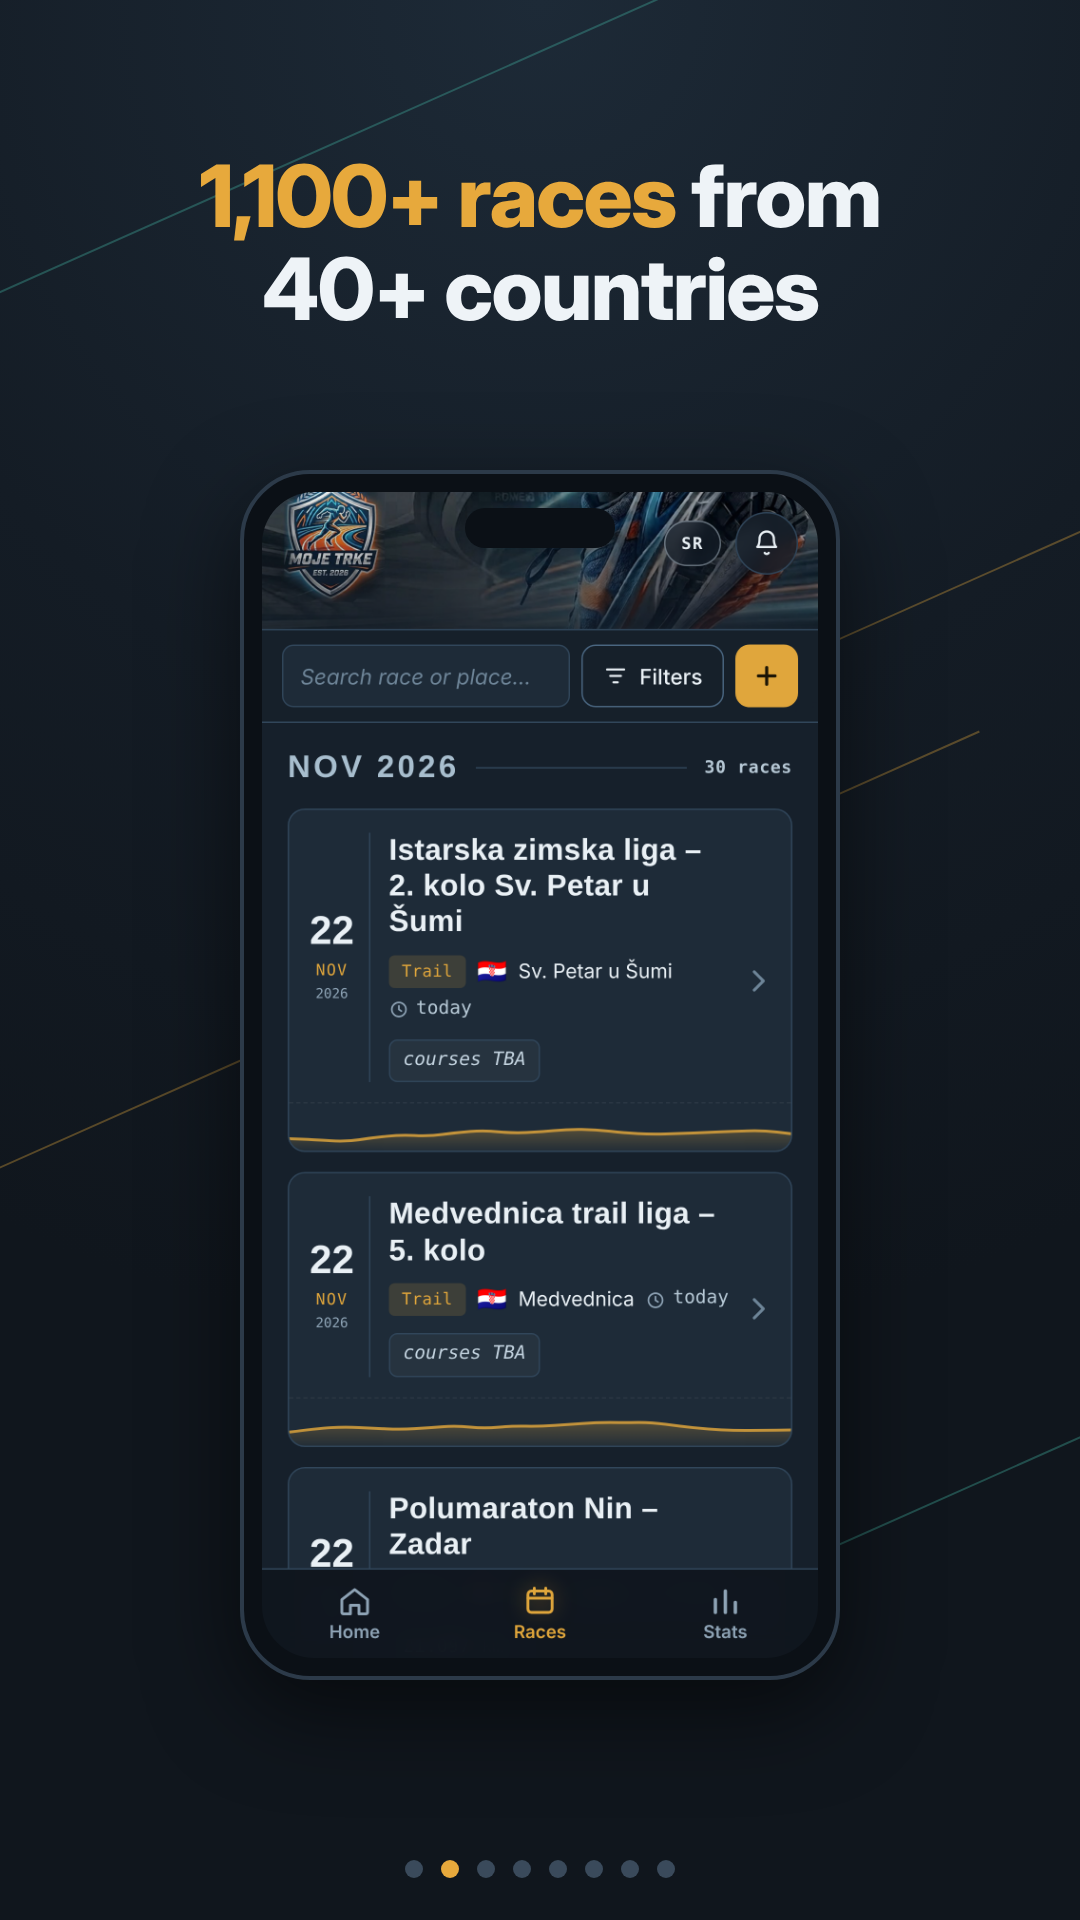 1,100+ races from
40+ countries
MOJE TRKE
EST. 2026
SR
Search race or place...
Filters
+
NOV 2026
30 races
22
NOV
2026
Istarska zimska liga –
2. kolo Sv. Petar u
Šumi
Trail
Sv. Petar u Šumi
today
courses TBA
22
NOV
2026
Medvednica trail liga –
5. kolo
Trail
Medvednica
today
courses TBA
22
Polumaraton Nin –
Zadar
Home
Races
Stats